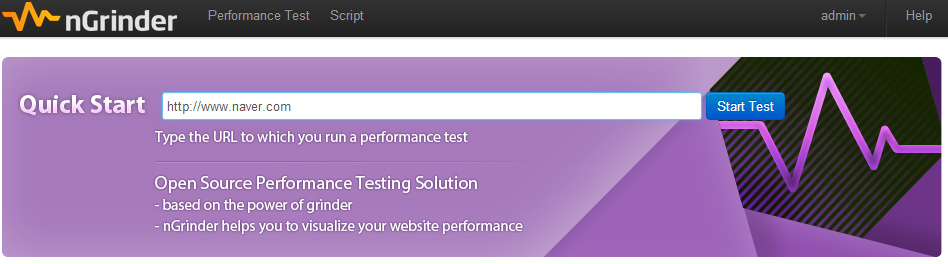 nGrinder Performance Test Script admin Help
Quick Start http://www.naver.com Start Test
Type the URL to which you run a performance test
Open Source Performance Testing Solution
- based on the power of grinder
- nGrinder helps you to visualize your website performance